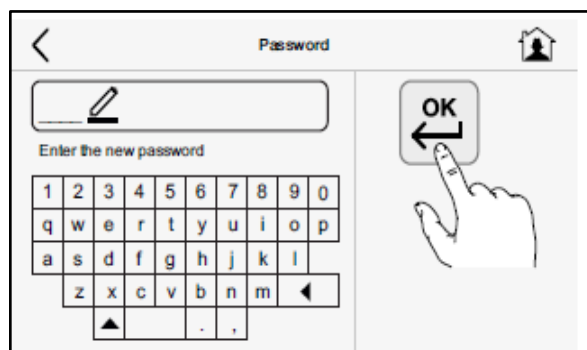 Password
OK
Enter the new password
1 2 3 4 5 6 7 8 9 0
q w e r t y u i o p
a s d f g h j k l
z x c v b n m
. ,